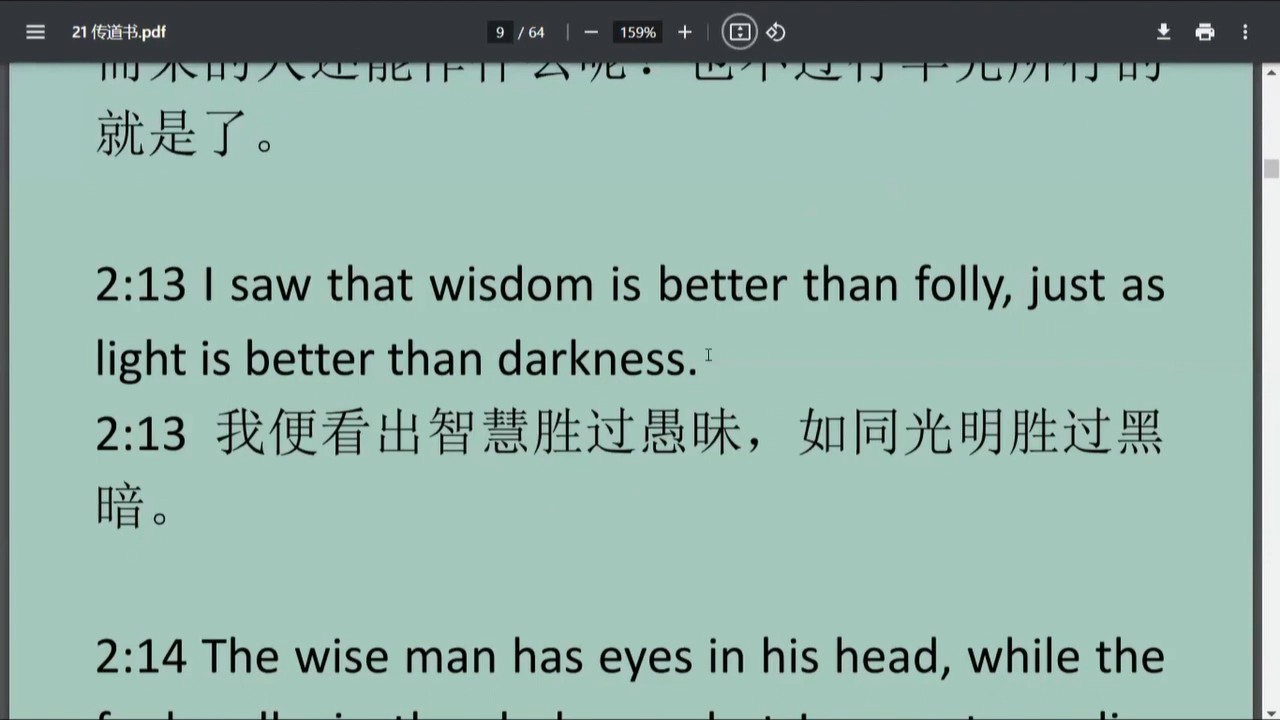 21 传道书.pdf
9 / 64
159%
就是了。
2:13 I saw that wisdom is better than folly, just as
light is better than darkness.
2:13 我便看出智慧胜过愚昧，如同光明胜过黑
暗。
2:14 The wise man has eyes in his head, while the